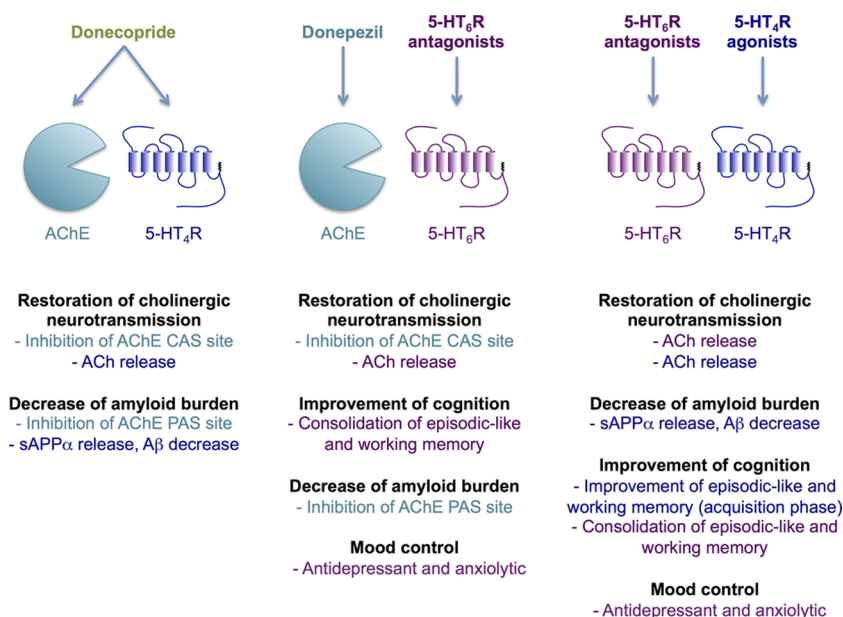 Donecopride
AChE
5-HT4R
Restoration of cholinergic
neurotransmission
- Inhibition of AChE CAS site
- ACh release
Decrease of amyloid burden
- Inhibition of AChE PAS site
- sAPPα release, Aβ decrease
Donepezil
5-HT6R
antagonists
AChE
5-HT6R
Restoration of cholinergic
neurotransmission
- Inhibition of AChE CAS site
- ACh release
Improvement of cognition
- Consolidation of episodic-like
and working memory
Decrease of amyloid burden
- Inhibition of AChE PAS site
Mood control
- Antidepressant and anxiolytic
5-HT6R
antagonists
5-HT4R
agonists
5-HT6R
5-HT4R
Restoration of cholinergic
neurotransmission
- ACh release
- ACh release
Decrease of amyloid burden
- sAPPα release, Aβ decrease
Improvement of cognition
- Improvement of episodic-like and
working memory (acquisition phase)
- Consolidation of episodic-like and
working memory
Mood control
- Antidepressant and anxiolytic